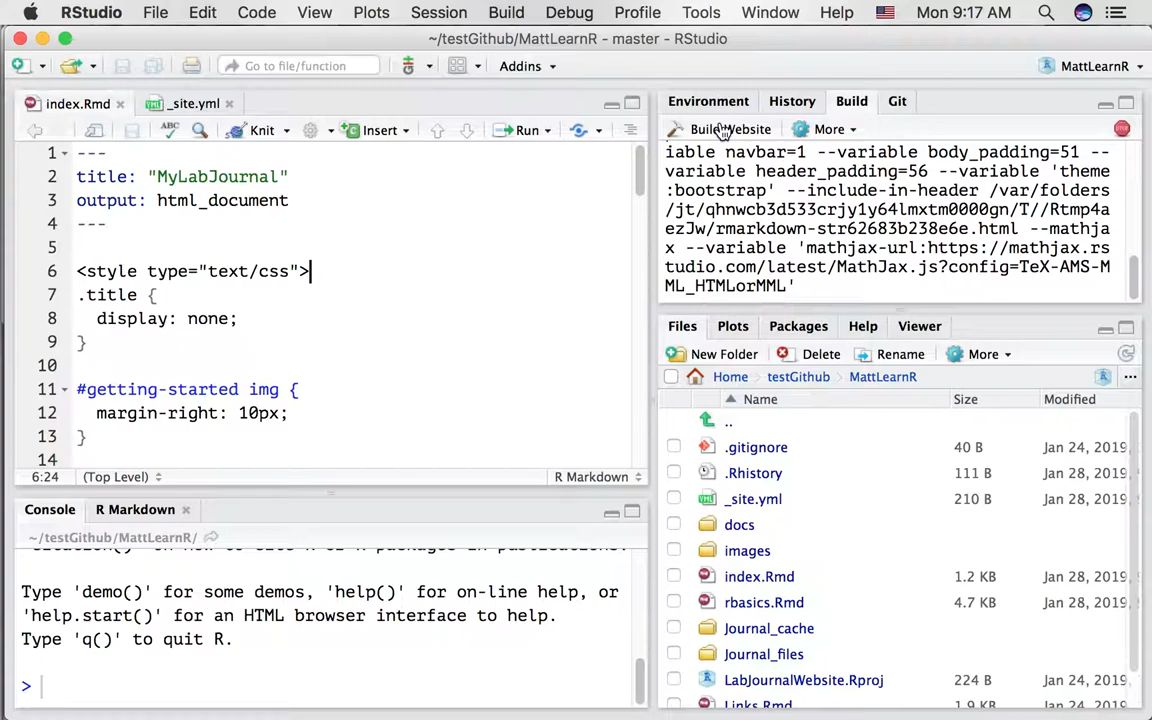 RStudio File Edit Code View Plots Session Build Debug Profile Tools Window Help Mon 9:17 AM
~/testGithub/MattLearnR - master - RStudio
Go to file/function Addins MattLearnR
index.Rmd _site.yml
ABC Knit Insert Run
1 ---
2 title: "MyLabJournal"
3 output: html_document
4 ---
5
6 <style type="text/css">
7 .title {
8 display: none;
9 }
10
11 #getting-started img {
12 margin-right: 10px;
13 }
14
6:24 (Top Level) R Markdown
Console R Markdown
~/testGithub/MattLearnR/
Type 'demo()' for some demos, 'help()' for on-line help, or
'help.start()' for an HTML browser interface to help.
Type 'q()' to quit R.
>
Environment History Build Git
Build Website More
iable navbar=1 --variable body_padding=51 --
variable header_padding=56 --variable 'theme
:bootstrap' --include-in-header /var/folders
/jt/qhnwcb3d533crjy1y64lmxtm0000gn/T//Rtmp4a
ezJw/rmarkdown-str62683b238e6e.html --mathja
x --variable 'mathjax-url:https://mathjax.rs
tudio.com/latest/MathJax.js?config=TeX-AMS-M
ML_HTMLorMML'
Files Plots Packages Help Viewer
New Folder Delete Rename More
Home testGithub MattLearnR ...
Name Size Modified
..
.gitignore 40 B Jan 24, 2019,
.Rhistory 111 B Jan 28, 2019,
_site.yml 210 B Jan 28, 2019,
docs
images
index.Rmd 1.2 KB Jan 28, 2019,
rbasics.Rmd 4.7 KB Jan 28, 2019,
Journal_cache
Journal_files
LabJournalWebsite.Rproj 224 B Jan 24, 2019,
Links.Rmd 1.9 KB Jan 24, 2019,